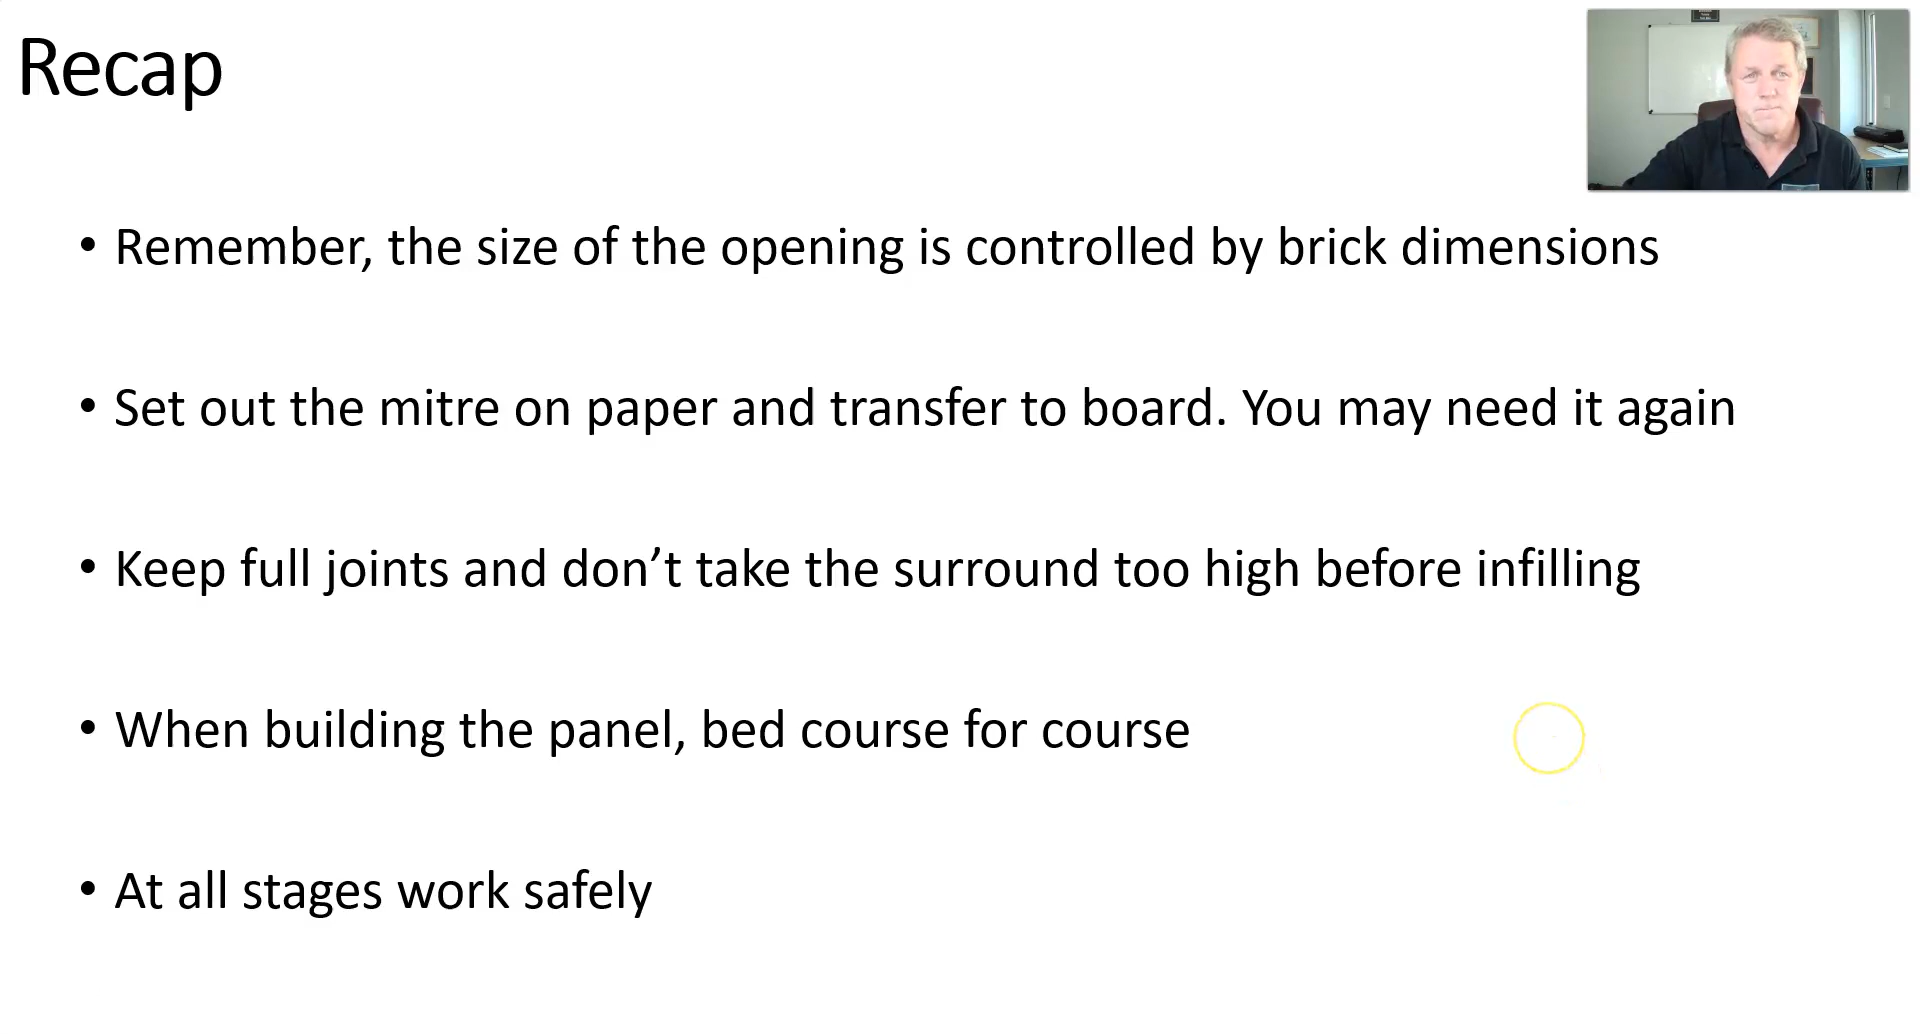 Recap
• Remember, the size of the opening is controlled by brick dimensions
• Set out the mitre on paper and transfer to board. You may need it again
• Keep full joints and don’t take the surround too high before infilling
• When building the panel, bed course for course
• At all stages work safely